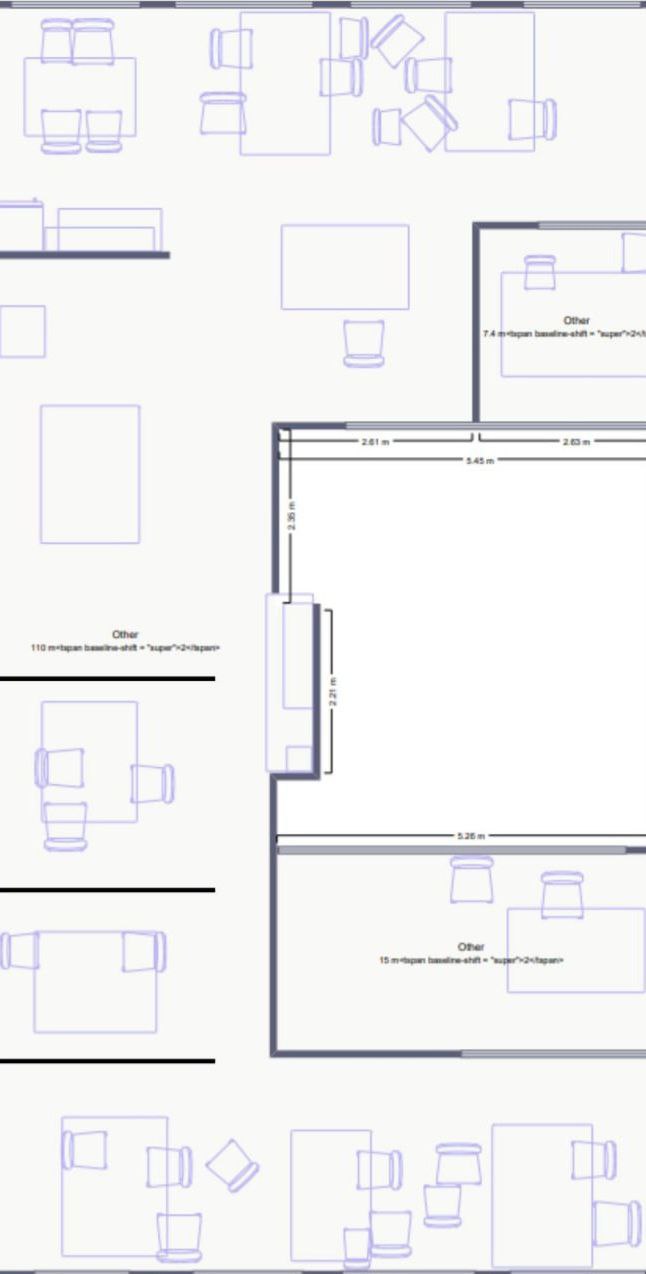 Other
7.4 m<tspan baseline-shift = "super">2</t
2.61 m
2.63 m
5.45 m
2.35 m
Other
110 m<tspan baseline-shift = "super">2</tspan>
2.21 m
5.26 m
Other
15 m<tspan baseline-shift = "super">2</tspan>